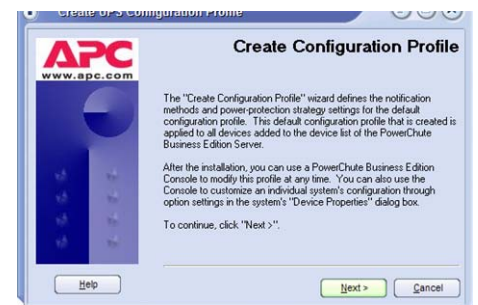 Create UPS Configuration Profile
APC
www.apc.com
Create Configuration Profile
The "Create Configuration Profile" wizard defines the notification
methods and power-protection strategy settings for the default
configuration profile. This default configuration profile that is created is
applied to all devices added to the device list of the PowerChute
Business Edition Server.
After the installation, you can use a PowerChute Business Edition
Console to modify this profile at any time. You can also use the
Console to customize an individual system's configuration through
option settings in the system's "Device Properties" dialog box.
To continue, click "Next >".
Help
Next >
Cancel